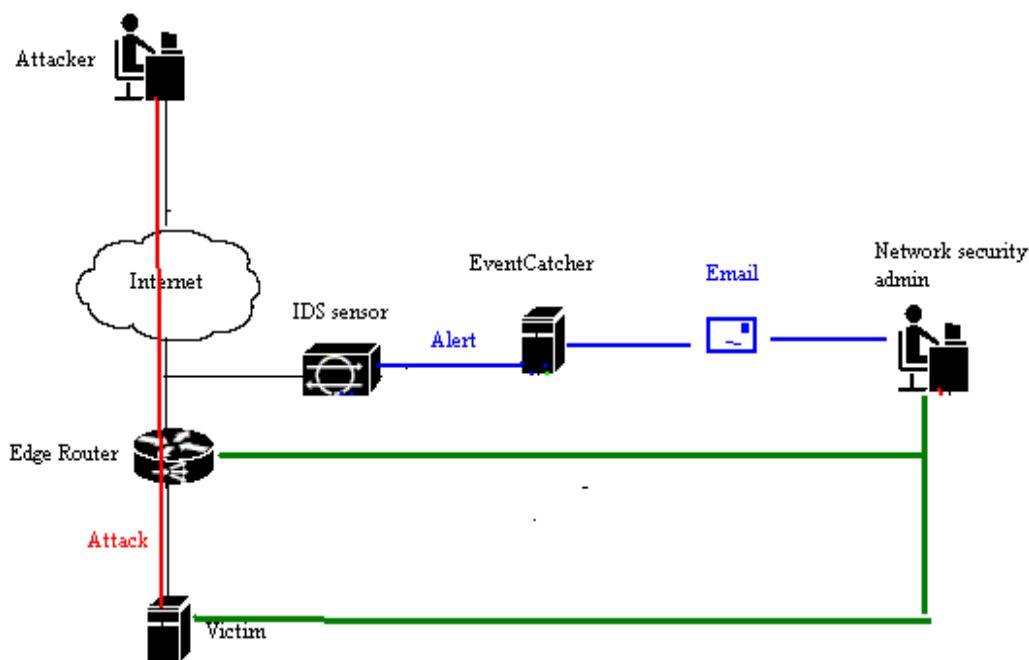 Attacker
Internet
EventCatcher
Email
Network security
admin
IDS sensor
Alert
Edge Router
Attack
Victim